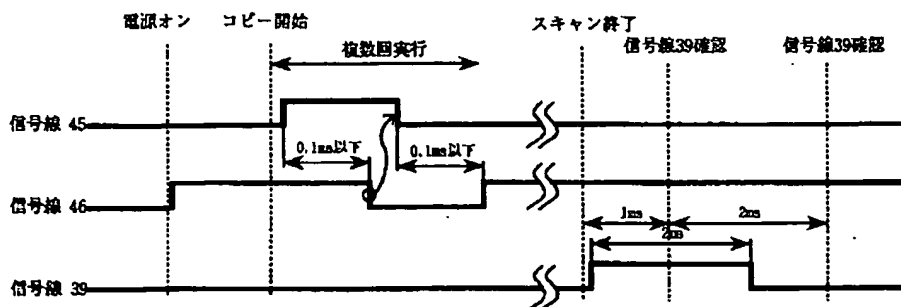 電源オン
コピー開始
スキャン終了
複数回実行
信号線39確認
信号線39確認
信号線 45
0.1ms以下
0.1ms以下
信号線 46
1ms
2ms
2ms
信号線 39